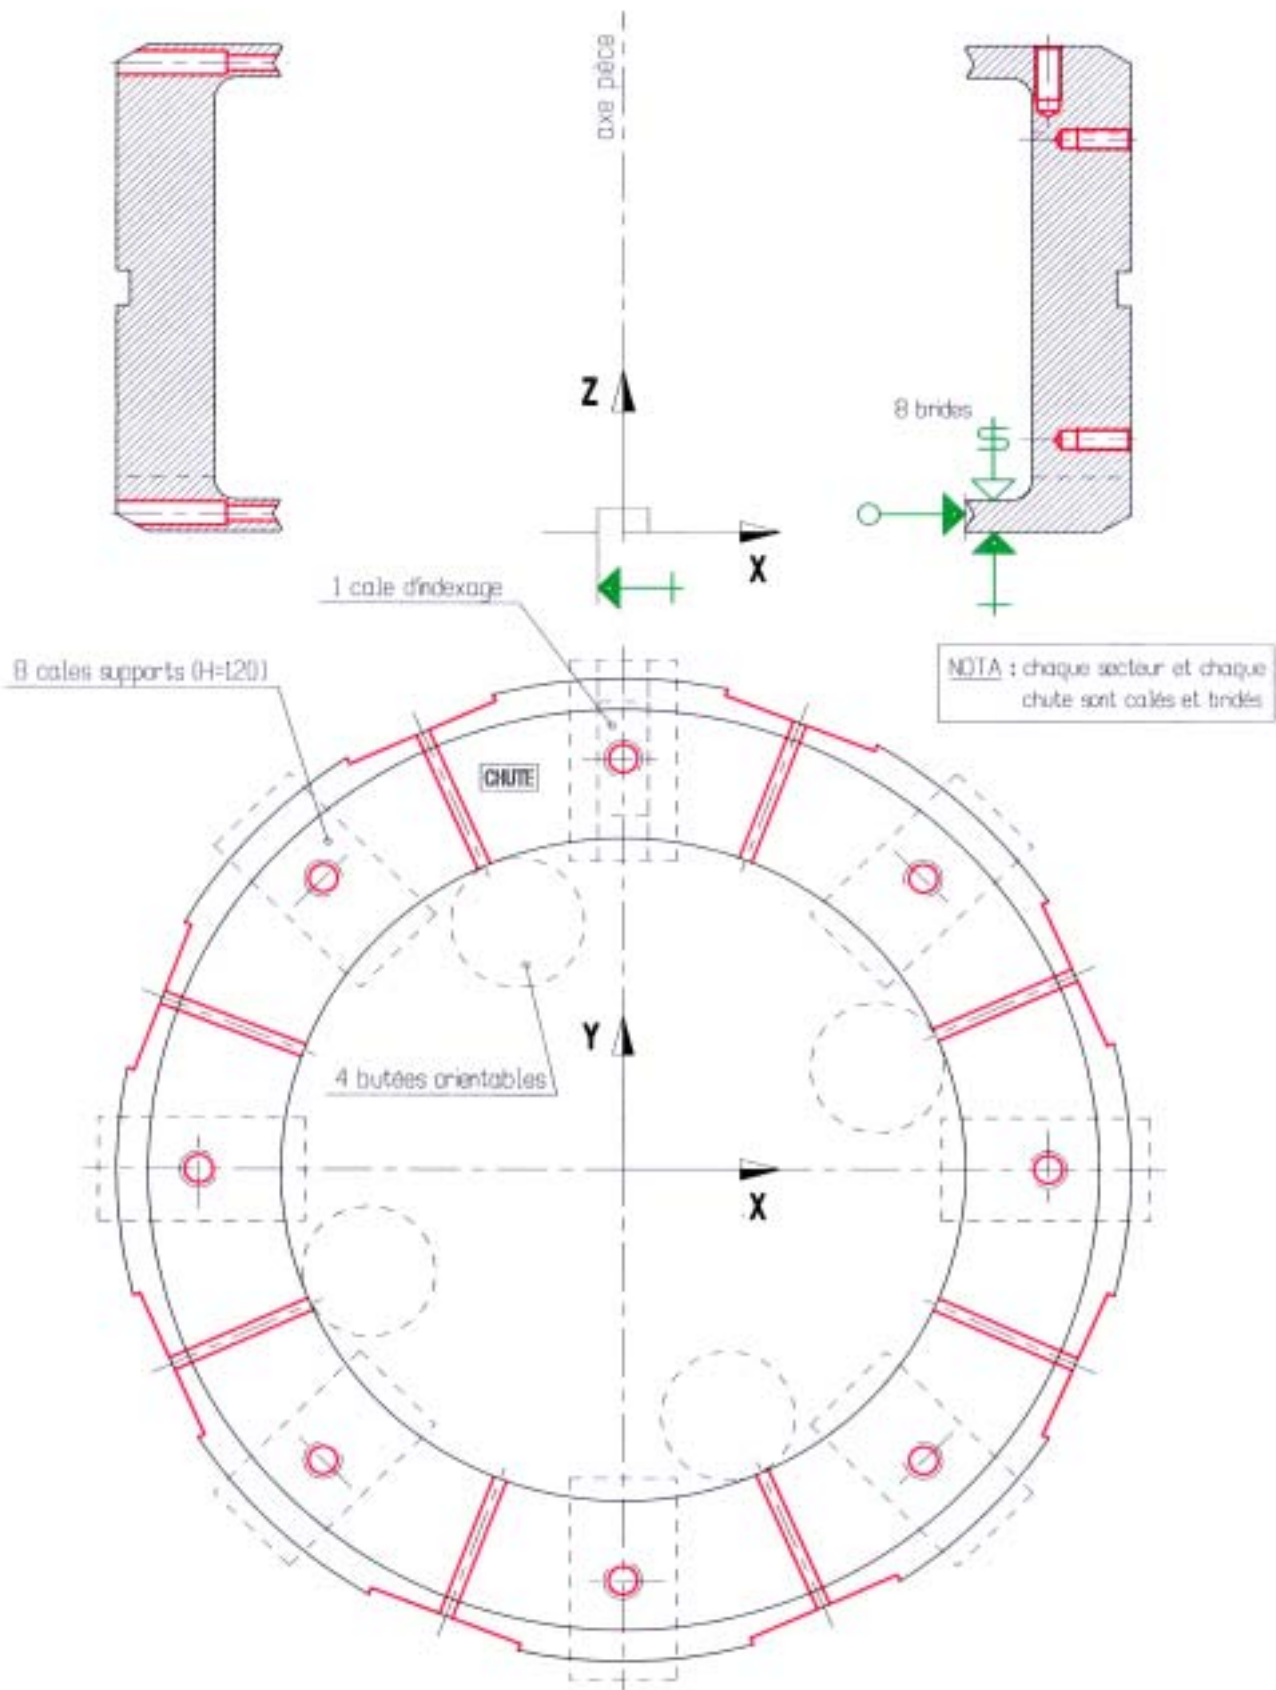 axe pièce
Z
8 brides
X
1 cale d'indexage
8 cales supports (H=120)
NOTA : chaque secteur et chaque
chute sont calés et bridés
CHUTE
Y
4 butées orientables
X